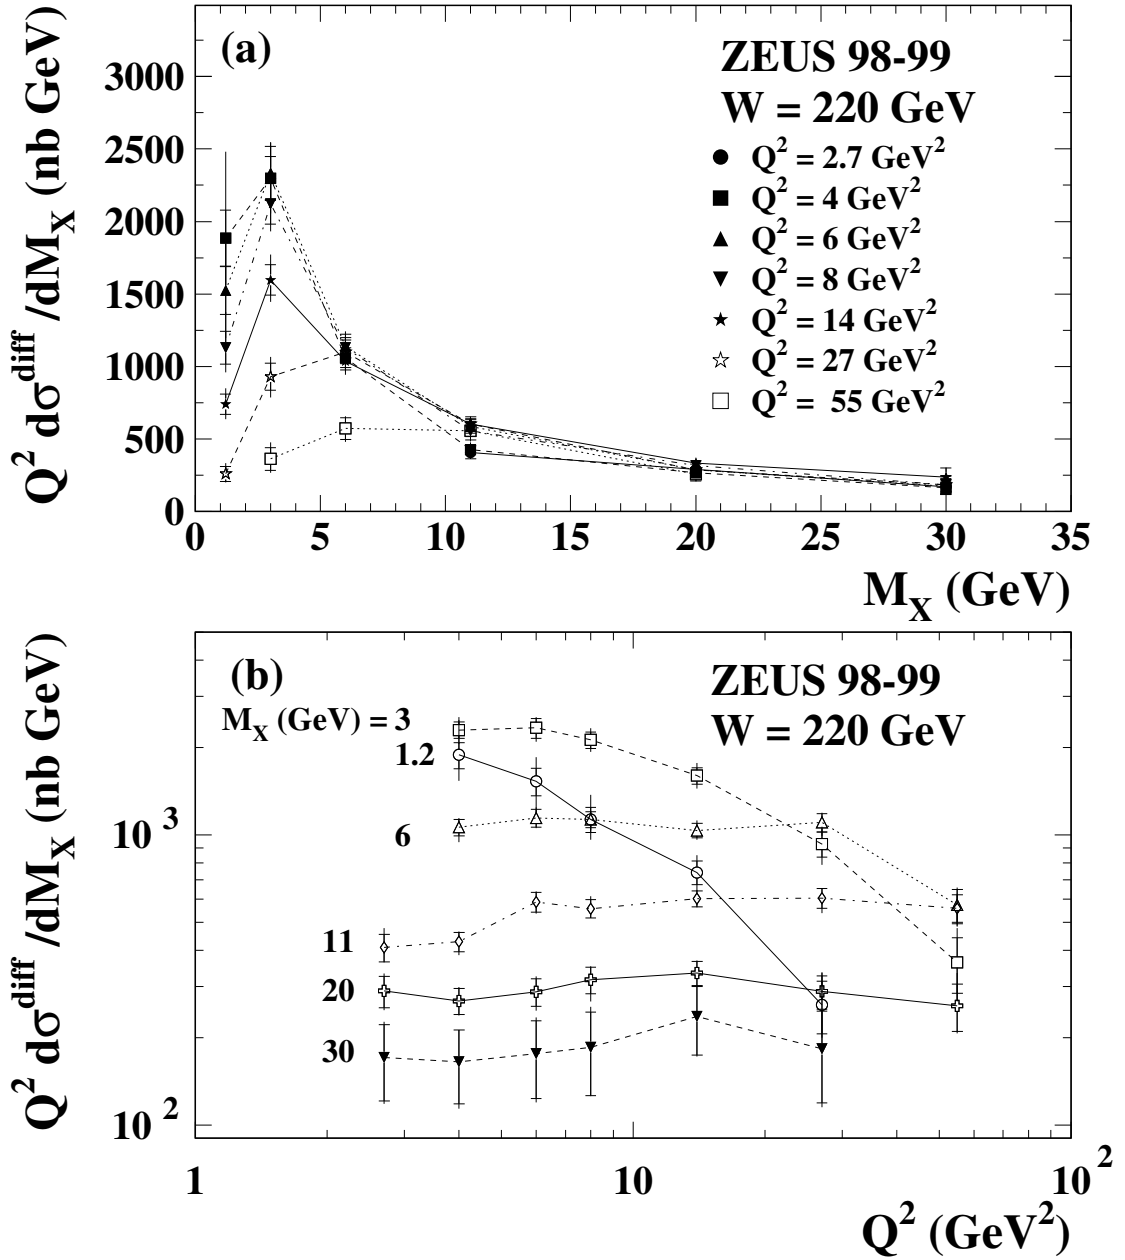 (a)
ZEUS 98-99
W = 220 GeV
Q² = 2.7 GeV²
Q² = 4 GeV²
Q² = 6 GeV²
Q² = 8 GeV²
Q² = 14 GeV²
Q² = 27 GeV²
Q² = 55 GeV²
Q² dσ^diff /dM_X (nb GeV)
3000
2500
2000
1500
1000
500
0
0 5 10 15 20 25 30 35
M_X (GeV)
(b)
ZEUS 98-99
W = 220 GeV
M_X (GeV) = 3
1.2
6
11
20
30
Q² dσ^diff /dM_X (nb GeV)
10³
10²
1 10 10²
Q² (GeV²)